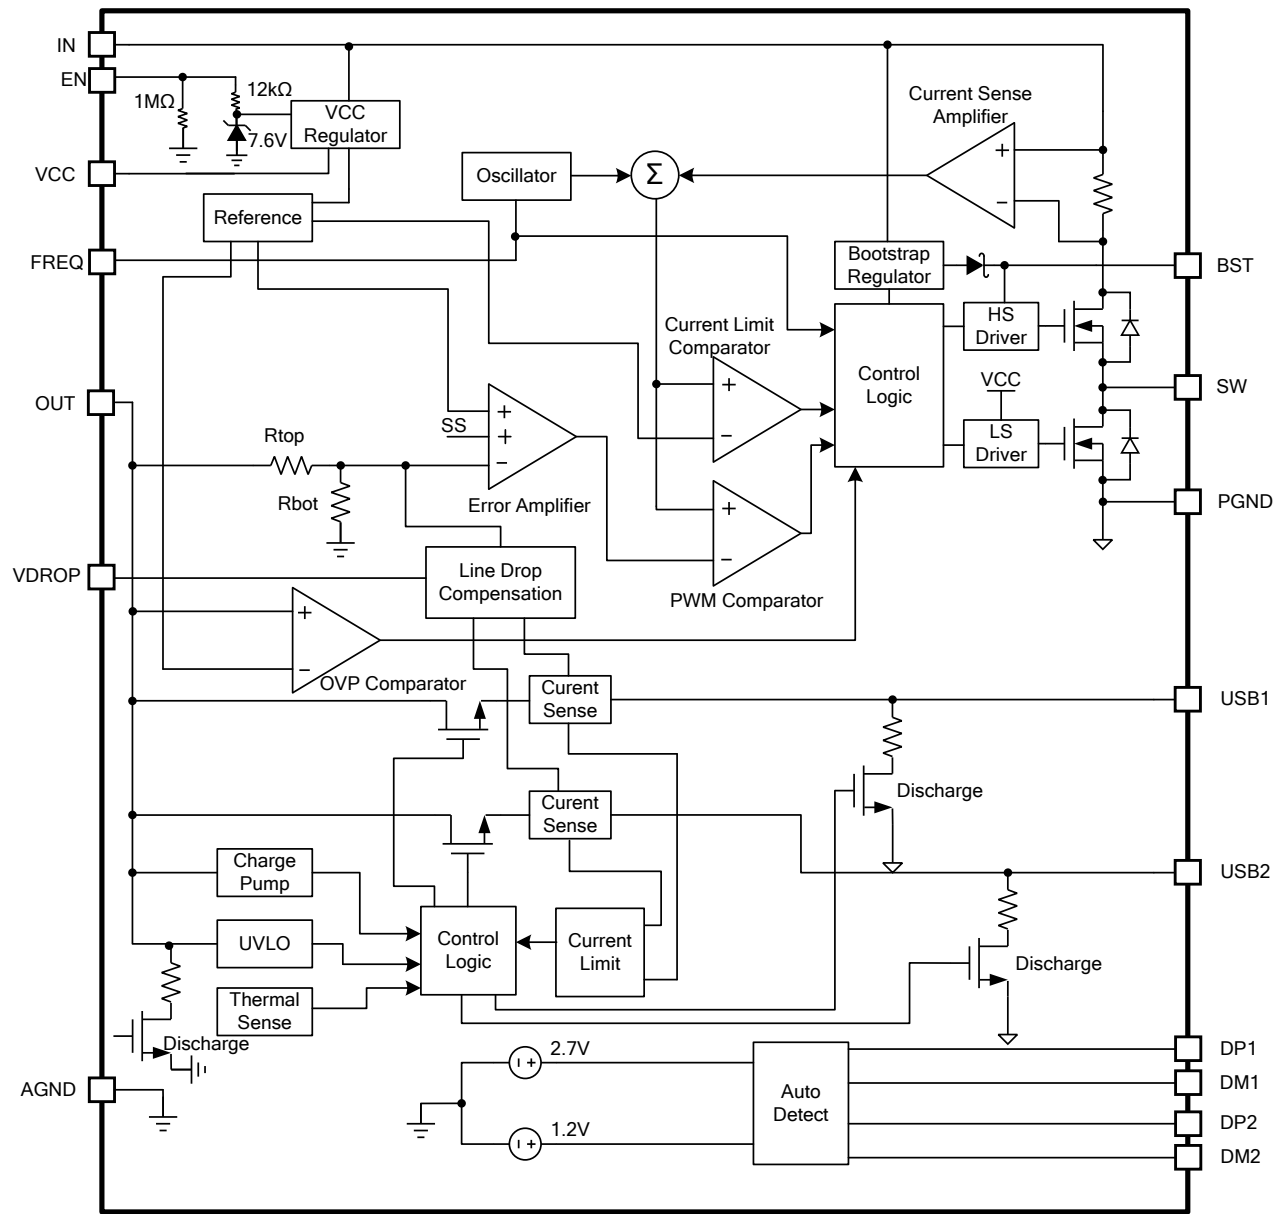 IN
EN
1MΩ
12kΩ
7.6V
VCC
Regulator
VCC
Reference
FREQ
Oscillator
Σ
Current Sense
Amplifier
+
−
Bootstrap
Regulator
BST
HS
Driver
Current Limit
Comparator
+
−
Control
Logic
VCC
LS
Driver
SW
PGND
OUT
Rtop
Rbot
SS
+
+
−
Error Amplifier
+
−
PWM Comparator
VDROP
Line Drop
Compensation
+
−
OVP Comparator
Curent
Sense
USB1
Discharge
Curent
Sense
USB2
Discharge
Charge
Pump
UVLO
Thermal
Sense
Control
Logic
Current
Limit
Discharge
AGND
2.7V
+
1.2V
+
Auto
Detect
DP1
DM1
DP2
DM2